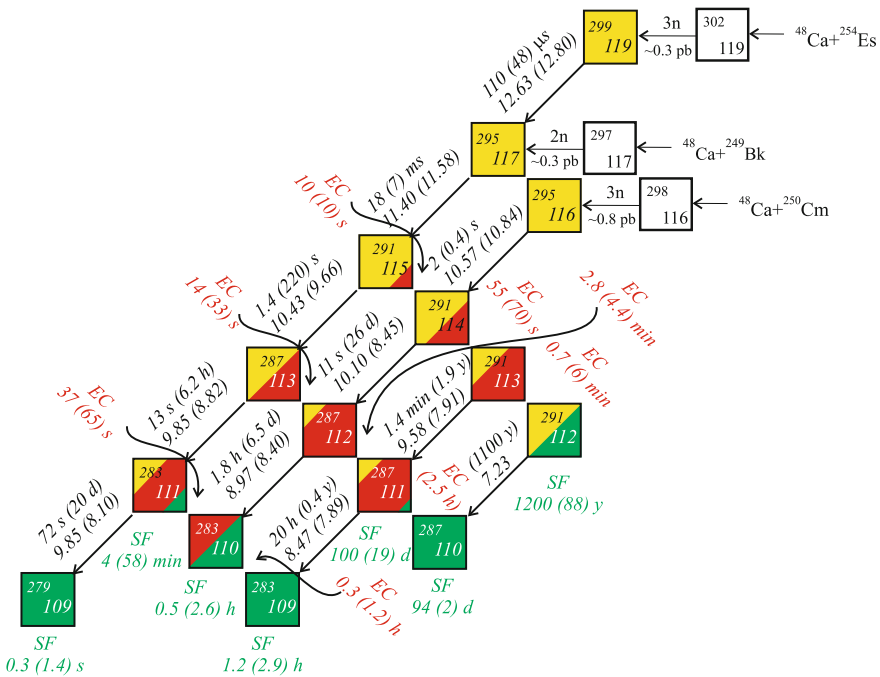 299
119
3n
~0.3 pb
302
119
48Ca+254Es
110 (48) µs
12.63 (12.80)
295
117
2n
~0.3 pb
297
117
48Ca+249Bk
295
116
3n
~0.8 pb
298
116
48Ca+250Cm
18 (7) ms
11.40 (11.58)
EC
10 (10) s
291
115
2 (0.4) s
10.57 (10.84)
1.4 (220) s
10.43 (9.66)
EC
14 (33) s
291
114
EC
55 (70) s
EC
2.8 (4.4) min
287
113
11 s (26 d)
10.10 (8.45)
291
113
EC
0.7 (6) min
13 s (6.2 h)
9.85 (8.82)
EC
37 (65) s
287
112
1.4 min (1.9 y)
9.58 (7.91)
291
112
SF
1200 (88) y
283
111
1.8 h (6.5 d)
8.97 (8.40)
287
111
EC
(2.5 h)
(1100 y)
7.23
72 s (20 d)
9.85 (8.10)
SF
4 (58) min
283
110
20 h (0.4 y)
8.47 (7.89)
SF
100 (19) d
287
110
279
109
SF
0.5 (2.6) h
283
109
EC
0.3 (1.2) h
SF
94 (2) d
SF
0.3 (1.4) s
SF
1.2 (2.9) h